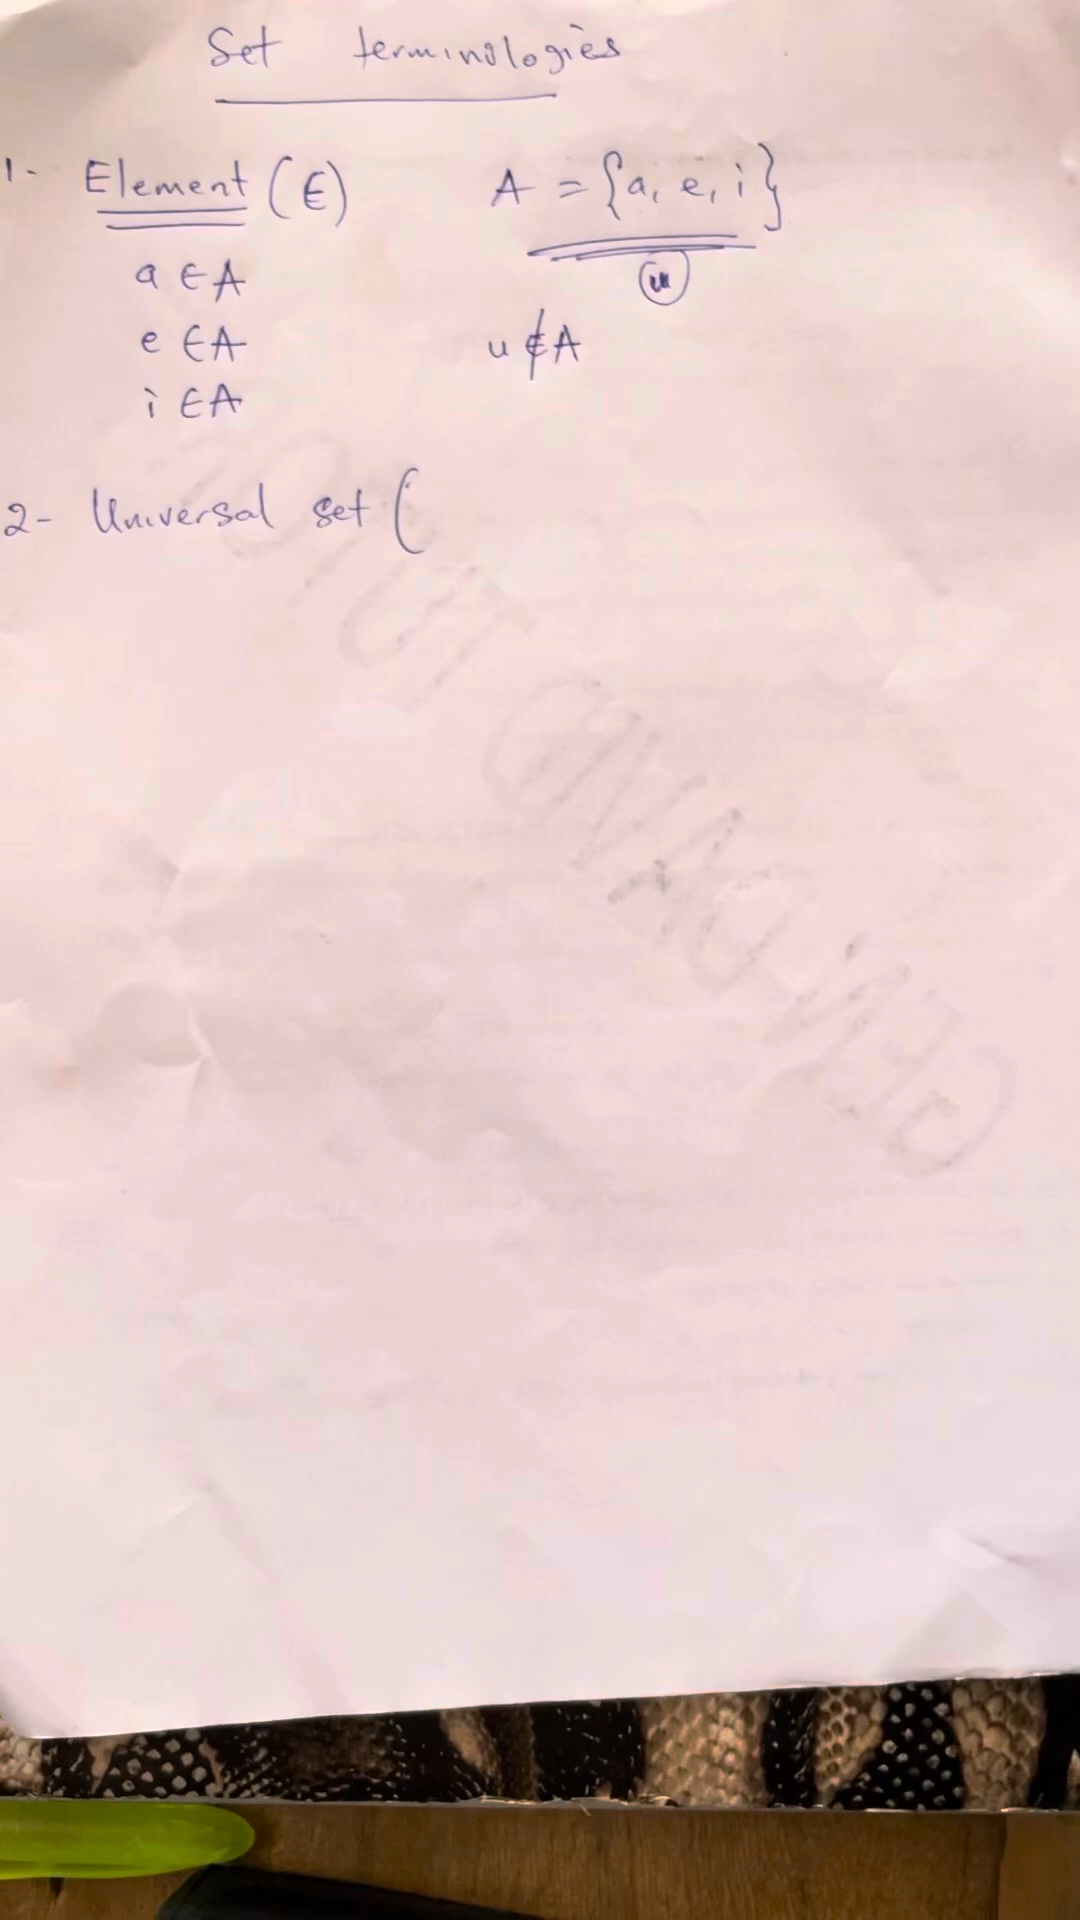 Set terminologies
1- Element (∈) A = {a, e, i}
a ∈ A u
e ∈ A u ∉ A
i ∈ A
2- Universal set (